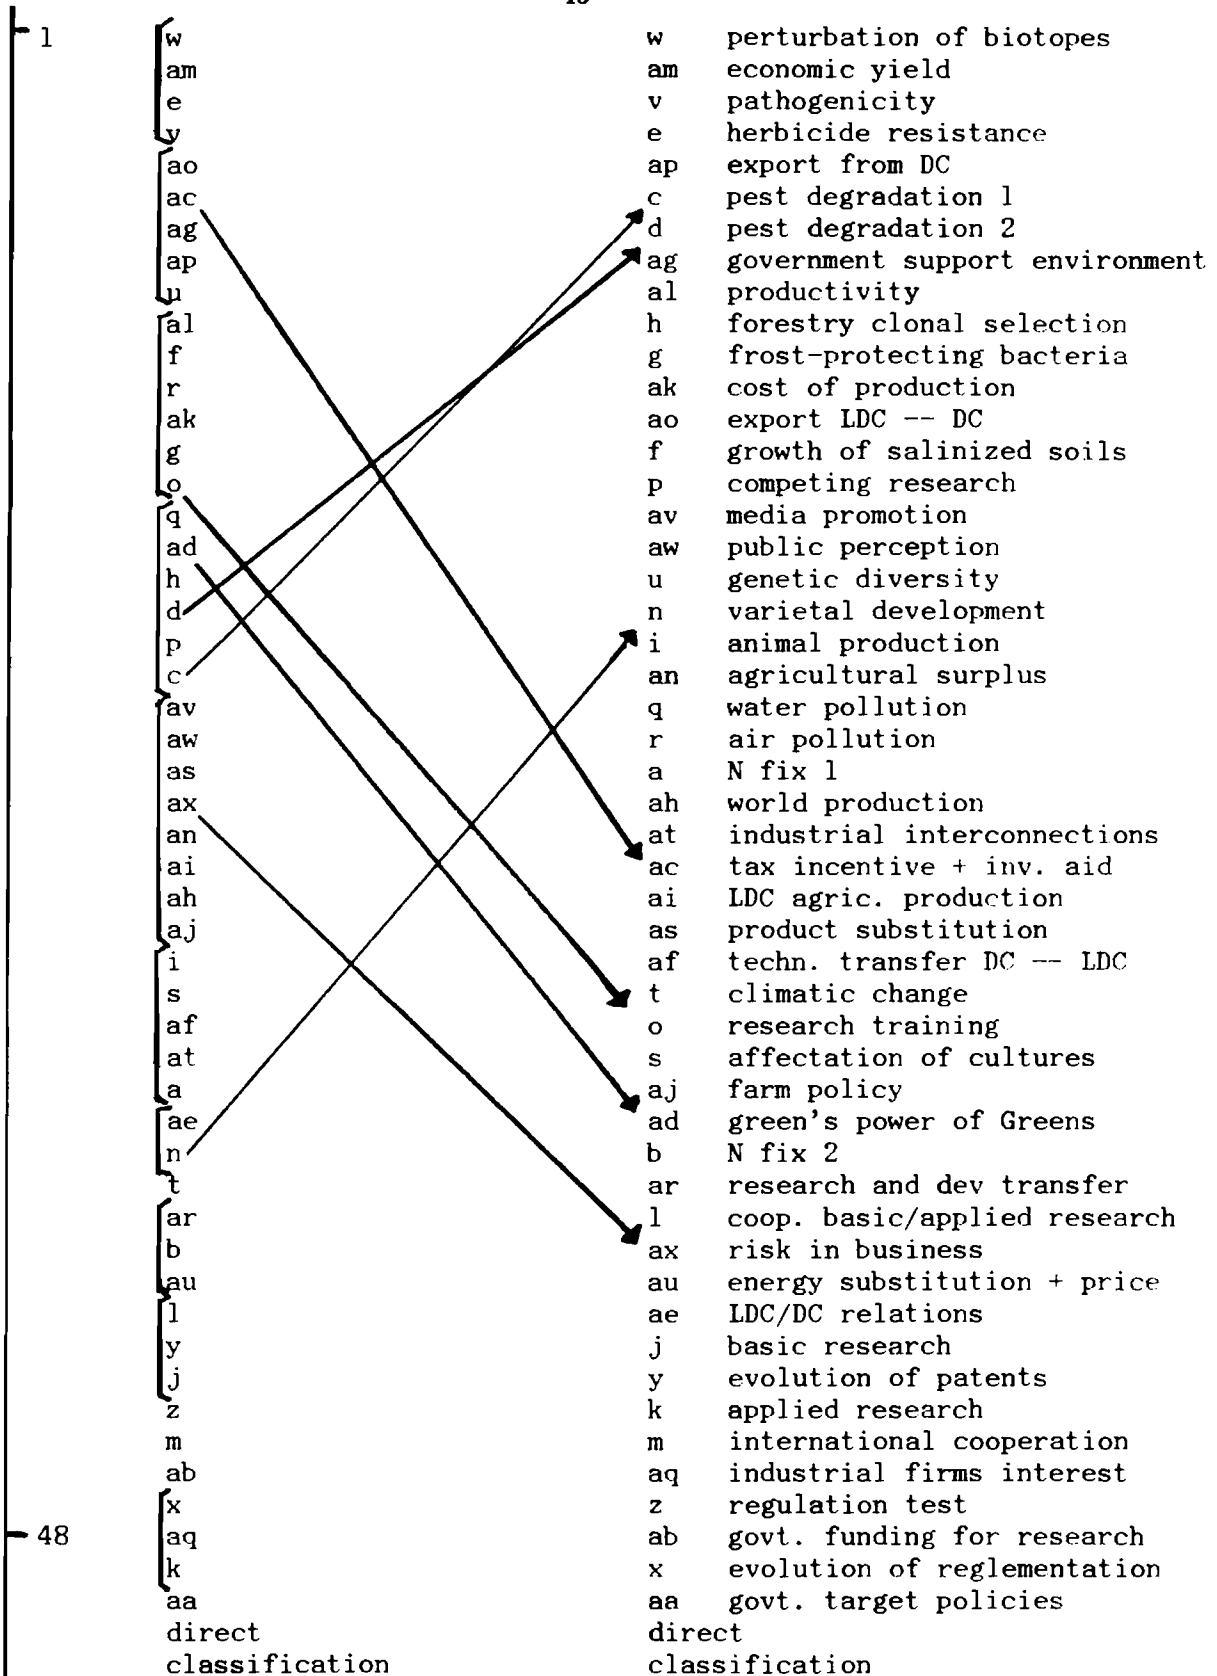 1 w w perturbation of biotopes
am am economic yield
e v pathogenicity
v e herbicide resistance
ao ap export from DC
ac c pest degradation 1
ag d pest degradation 2
ap ag government support environment
u al productivity
al h forestry clonal selection
f g frost-protecting bacteria
r ak cost of production
ak ao export LDC -- DC
g f growth of salinized soils
o p competing research
q av media promotion
ad aw public perception
h u genetic diversity
d n varietal development
p i animal production
c an agricultural surplus
av q water pollution
aw r air pollution
as a N fix 1
ax ah world production
an at industrial interconnections
ai ac tax incentive + inv. aid
ah ai LDC agric. production
aj as product substitution
i af techn. transfer DC -- LDC
s t climatic change
af o research training
at s affectation of cultures
a aj farm policy
ae ad green's power of Greens
n b N fix 2
t ar research and dev transfer
ar l coop. basic/applied research
b ax risk in business
au au energy substitution + price
l ae LDC/DC relations
y j basic research
j y evolution of patents
z k applied research
m m international cooperation
ab aq industrial firms interest
x z regulation test
48 aq ab govt. funding for research
k x evolution of reglementation
aa aa govt. target policies
direct direct
classification classification